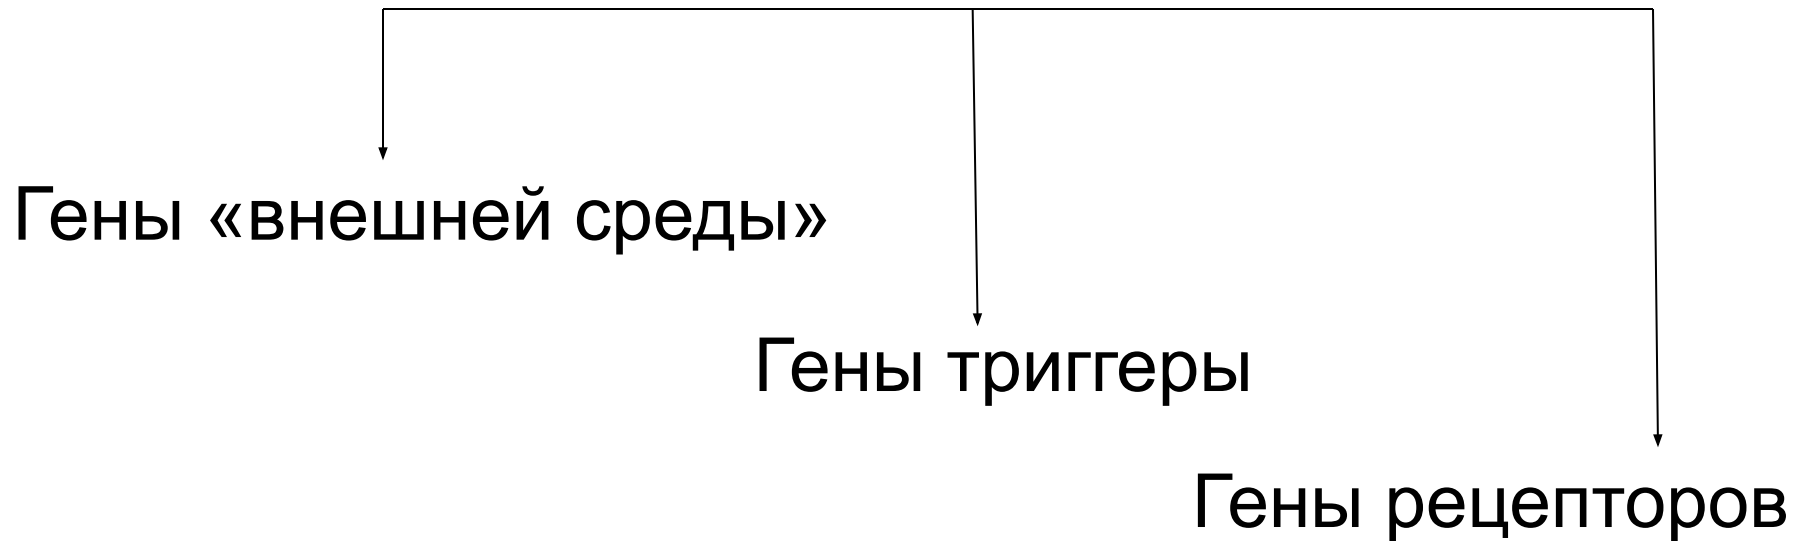 Гены «внешней среды»
Гены триггеры
Гены рецепторов